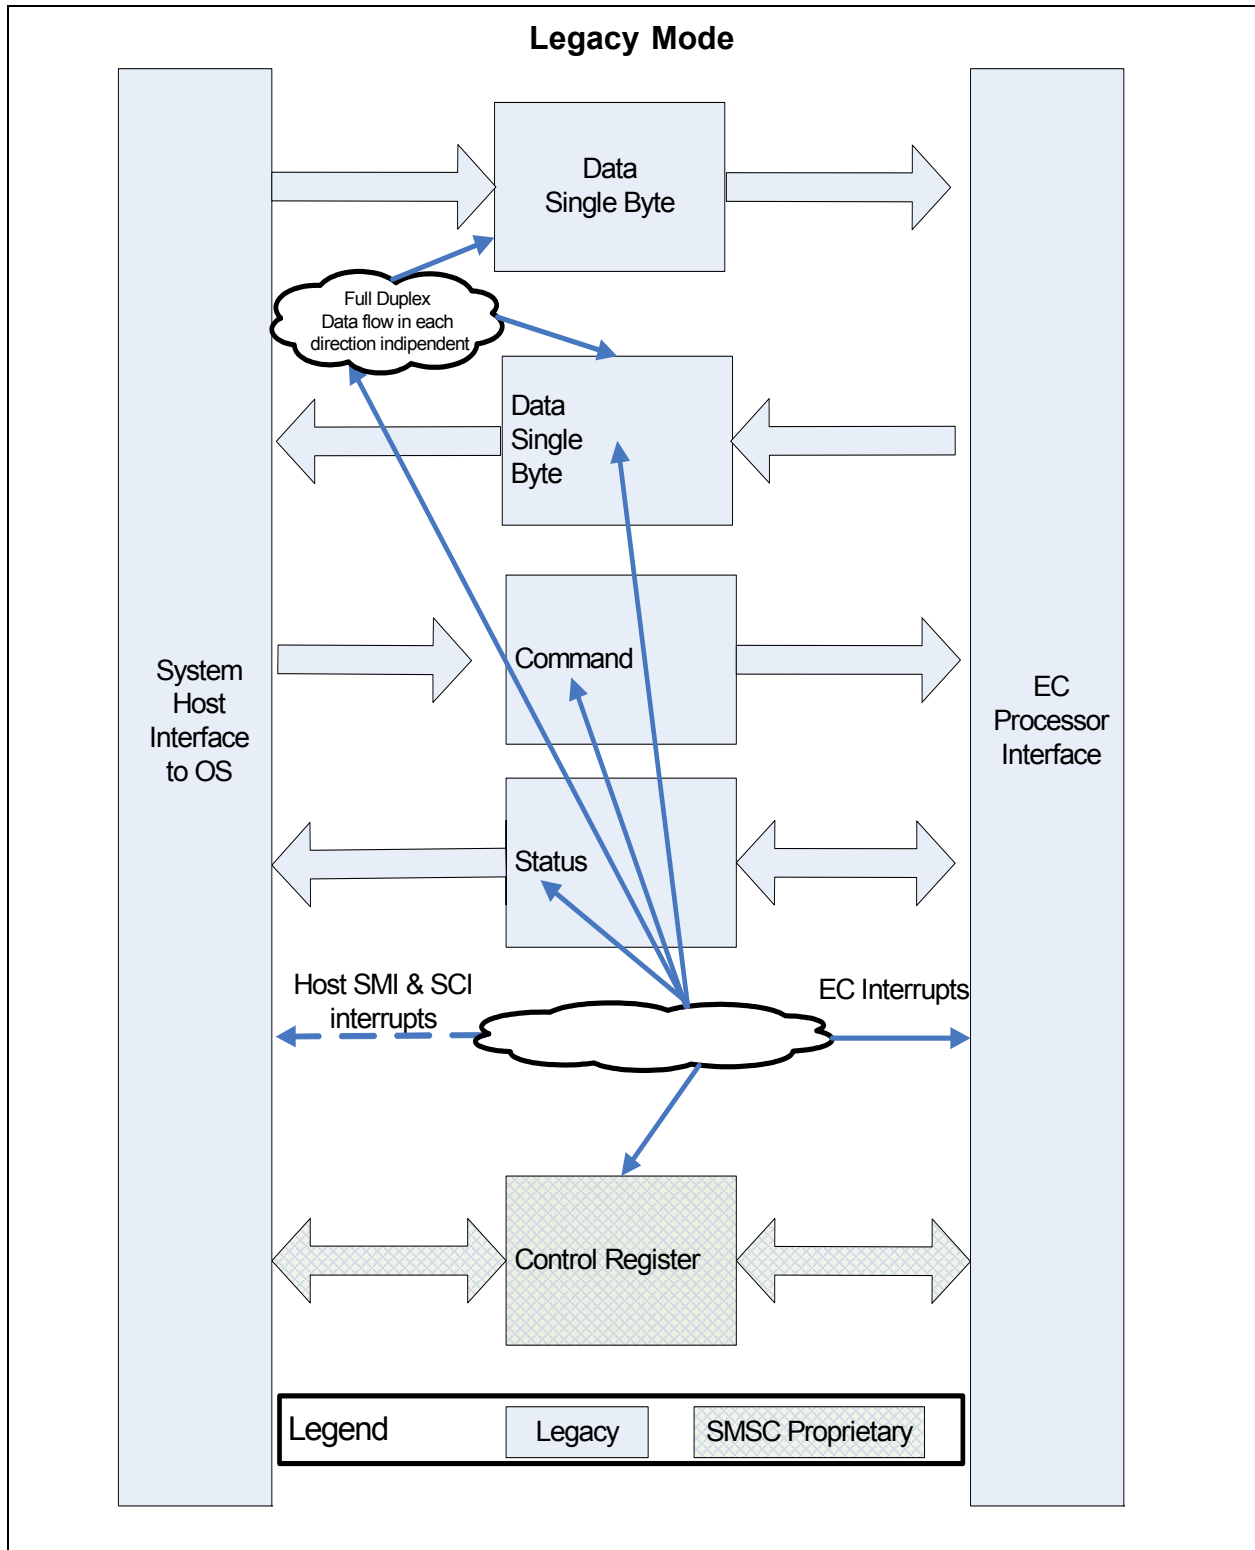 Legacy Mode
Data
Single Byte
Full Duplex
Data flow in each
direction indipendent
Data
Single
Byte
Command
System
Host
Interface
to OS
EC
Processor
Interface
Status
Host SMI & SCI
interrupts
EC Interrupts
Control Register
Legend
Legacy
SMSC Proprietary